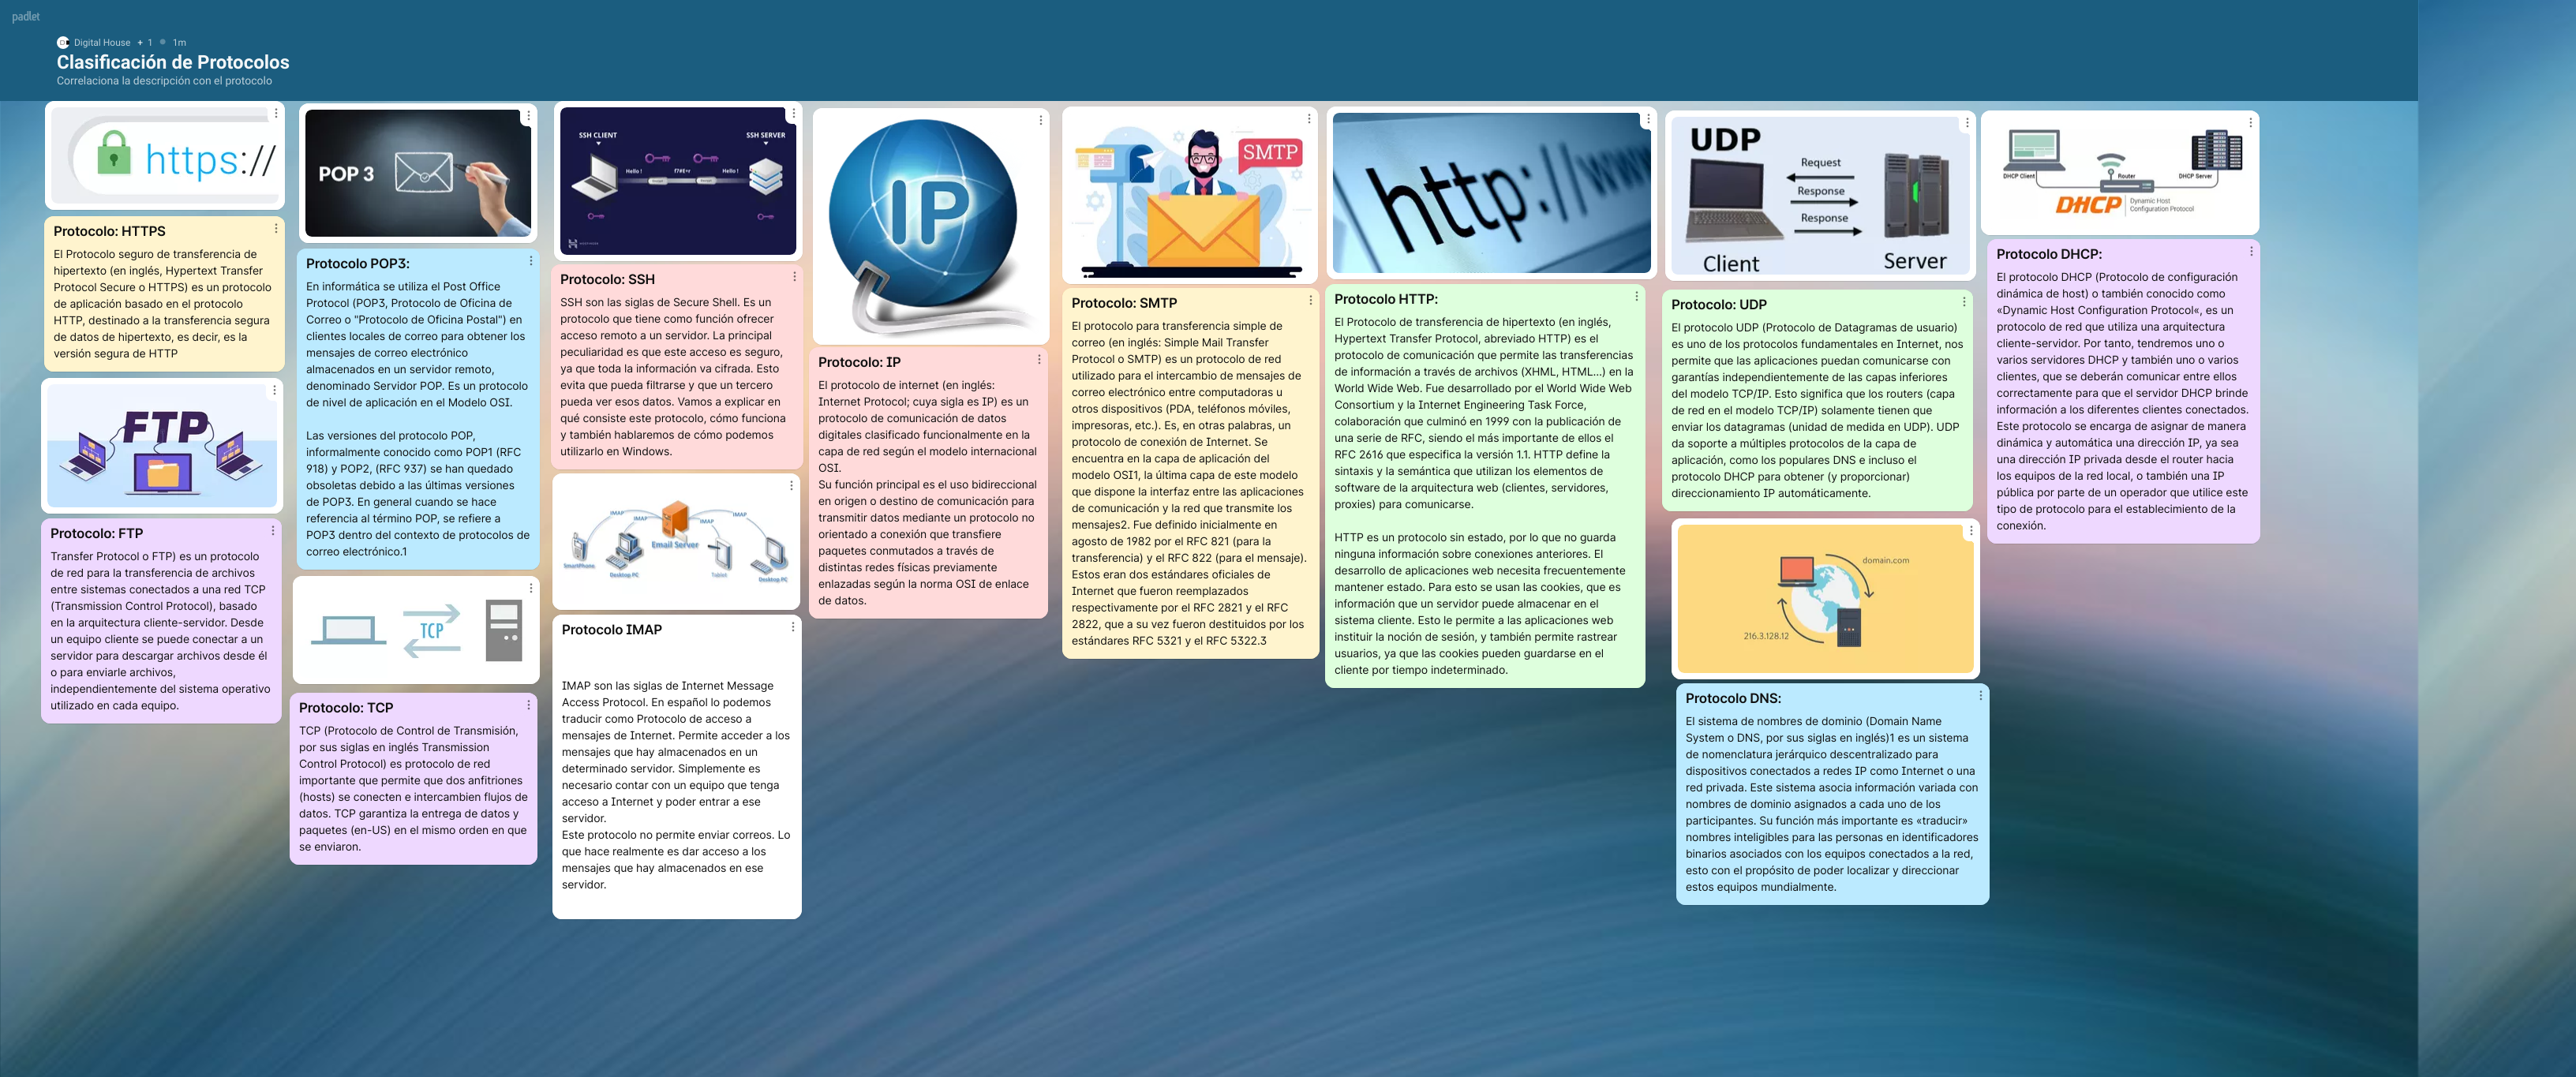 padlet
Digital House + 1 • 1m
Clasificación de Protocolos
Correlaciona la descripción con el protocolo
https://
Protocolo: HTTPS
El Protocolo seguro de transferencia de
hipertexto (en inglés, Hypertext Transfer
Protocol Secure o HTTPS) es un protocolo
de aplicación basado en el protocolo
HTTP, destinado a la transferencia segura
de datos de hipertexto, es decir, es la
versión segura de HTTP
FTP
Protocolo: FTP
Transfer Protocol o FTP) es un protocolo
de red para la transferencia de archivos
entre sistemas conectados a una red TCP
(Transmission Control Protocol), basado
en la arquitectura cliente-servidor. Desde
un equipo cliente se puede conectar a un
servidor para descargar archivos desde él
o para enviarle archivos,
independientemente del sistema operativo
utilizado en cada equipo.
POP 3
Protocolo POP3:
En informática se utiliza el Post Office
Protocol (POP3, Protocolo de Oficina de
Correo o "Protocolo de Oficina Postal") en
clientes locales de correo para obtener los
mensajes de correo electrónico
almacenados en un servidor remoto,
denominado Servidor POP. Es un protocolo
de nivel de aplicación en el Modelo OSI.
Las versiones del protocolo POP,
informalmente conocido como POP1 (RFC
918) y POP2, (RFC 937) se han quedado
obsoletas debido a las últimas versiones
de POP3. En general cuando se hace
referencia al término POP, se refiere a
POP3 dentro del contexto de protocolos de
correo electrónico.1
TCP
Protocolo: TCP
TCP (Protocolo de Control de Transmisión,
por sus siglas en inglés Transmission
Control Protocol) es protocolo de red
importante que permite que dos anfitriones
(hosts) se conecten e intercambien flujos de
datos. TCP garantiza la entrega de datos y
paquetes (en-US) en el mismo orden en que
se enviaron.
SSH CLIENT
SSH SERVER
Hello !
Hello !
Protocolo: SSH
SSH son las siglas de Secure Shell. Es un
protocolo que tiene como función ofrecer
acceso remoto a un servidor. La principal
peculiaridad es que este acceso es seguro,
ya que toda la información va cifrada. Esto
evita que pueda filtrarse y que un tercero
pueda ver esos datos. Vamos a explicar en
qué consiste este protocolo, cómo funciona
y también hablaremos de cómo podemos
utilizarlo en Windows.
IMAP
IMAP
IMAP
IMAP
Email Server
SmartPhone
Desktop PC
Tablet
Desktop PC
Protocolo IMAP
IMAP son las siglas de Internet Message
Access Protocol. En español lo podemos
traducir como Protocolo de acceso a
mensajes de Internet. Permite acceder a los
mensajes que hay almacenados en un
determinado servidor. Simplemente es
necesario contar con un equipo que tenga
acceso a Internet y poder entrar a ese
servidor.
Este protocolo no permite enviar correos. Lo
que hace realmente es dar acceso a los
mensajes que hay almacenados en ese
servidor.
IP
Protocolo: IP
El protocolo de internet (en inglés:
Internet Protocol; cuya sigla es IP) es un
protocolo de comunicación de datos
digitales clasificado funcionalmente en la
capa de red según el modelo internacional
OSI.
Su función principal es el uso bidireccional
en origen o destino de comunicación para
transmitir datos mediante un protocolo no
orientado a conexión que transfiere
paquetes conmutados a través de
distintas redes físicas previamente
enlazadas según la norma OSI de enlace
de datos.
SMTP
Protocolo: SMTP
El protocolo para transferencia simple de
correo (en inglés: Simple Mail Transfer
Protocol o SMTP) es un protocolo de red
utilizado para el intercambio de mensajes de
correo electrónico entre computadoras u
otros dispositivos (PDA, teléfonos móviles,
impresoras, etc.). Es, en otras palabras, un
protocolo de conexión de Internet. Se
encuentra en la capa de aplicación del
modelo OSI1, la última capa de este modelo
que dispone la interfaz entre las aplicaciones
de comunicación y la red que transmite los
mensajes2. Fue definido inicialmente en
agosto de 1982 por el RFC 821 (para la
transferencia) y el RFC 822 (para el mensaje).
Estos eran dos estándares oficiales de
Internet que fueron reemplazados
respectivamente por el RFC 2821 y el RFC
2822, que a su vez fueron destituidos por los
estándares RFC 5321 y el RFC 5322.3
http://www
Protocolo HTTP:
El Protocolo de transferencia de hipertexto (en inglés,
Hypertext Transfer Protocol, abreviado HTTP) es el
protocolo de comunicación que permite las transferencias
de información a través de archivos (XHML, HTML...) en la
World Wide Web. Fue desarrollado por el World Wide Web
Consortium y la Internet Engineering Task Force,
colaboración que culminó en 1999 con la publicación de
una serie de RFC, siendo el más importante de ellos el
RFC 2616 que especifica la versión 1.1. HTTP define la
sintaxis y la semántica que utilizan los elementos de
software de la arquitectura web (clientes, servidores,
proxies) para comunicarse.
HTTP es un protocolo sin estado, por lo que no guarda
ninguna información sobre conexiones anteriores. El
desarrollo de aplicaciones web necesita frecuentemente
mantener estado. Para esto se usan las cookies, que es
información que un servidor puede almacenar en el
sistema cliente. Esto le permite a las aplicaciones web
instituir la noción de sesión, y también permite rastrear
usuarios, ya que las cookies pueden guardarse en el
cliente por tiempo indeterminado.
UDP
Request
Response
Response
Client
Server
Protocolo: UDP
El protocolo UDP (Protocolo de Datagramas de usuario)
es uno de los protocolos fundamentales en Internet, nos
permite que las aplicaciones puedan comunicarse con
garantías independientemente de las capas inferiores
del modelo TCP/IP. Esto significa que los routers (capa
de red en el modelo TCP/IP) solamente tienen que
enviar los datagramas (unidad de medida en UDP). UDP
da soporte a múltiples protocolos de la capa de
aplicación, como los populares DNS e incluso el
protocolo DHCP para obtener (y proporcionar)
direccionamiento IP automáticamente.
domain.com
216.3.128.12
Protocolo DNS:
El sistema de nombres de dominio (Domain Name
System o DNS, por sus siglas en inglés)1 es un sistema
de nomenclatura jerárquico descentralizado para
dispositivos conectados a redes IP como Internet o una
red privada. Este sistema asocia información variada con
nombres de dominio asignados a cada uno de los
participantes. Su función más importante es «traducir»
nombres inteligibles para las personas en identificadores
binarios asociados con los equipos conectados a la red,
esto con el propósito de poder localizar y direccionar
estos equipos mundialmente.
DHCP Client
Router
DHCP Server
DHCP
Dynamic Host
Configuration Protocol
Protocolo DHCP:
El protocolo DHCP (Protocolo de configuración
dinámica de host) o también conocido como
«Dynamic Host Configuration Protocol«, es un
protocolo de red que utiliza una arquitectura
cliente-servidor. Por tanto, tendremos uno o
varios servidores DHCP y también uno o varios
clientes, que se deberán comunicar entre ellos
correctamente para que el servidor DHCP brinde
información a los diferentes clientes conectados.
Este protocolo se encarga de asignar de manera
dinámica y automática una dirección IP, ya sea
una dirección IP privada desde el router hacia
los equipos de la red local, o también una IP
pública por parte de un operador que utilice este
tipo de protocolo para el establecimiento de la
conexión.